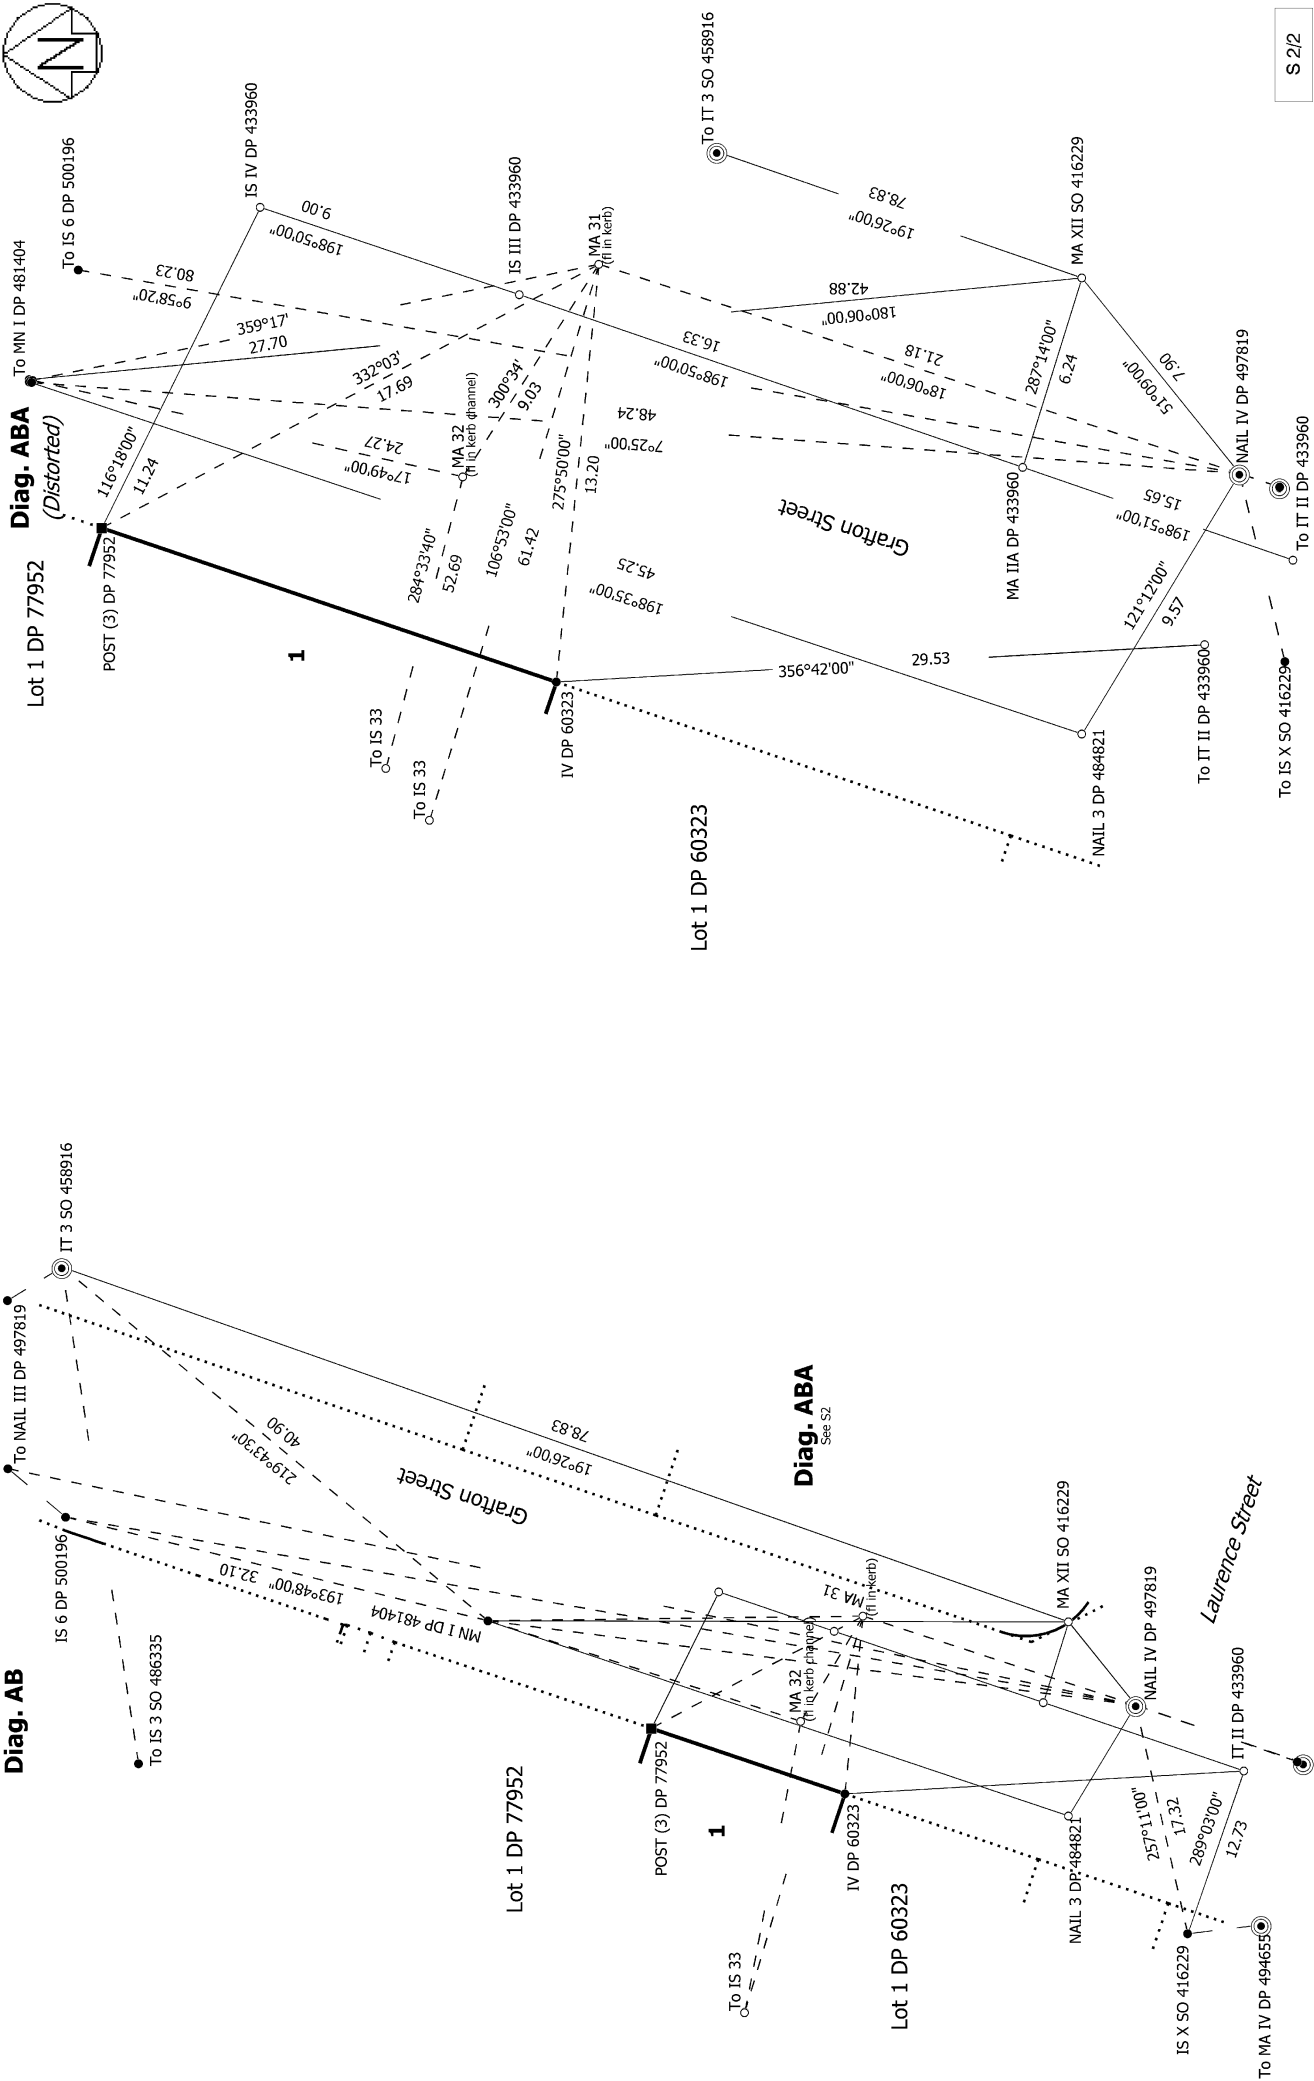 N
Diag. ABA
(Distorted)
To MN I DP 481404
To IS 6 DP 500196
IS IV DP 433960
To IT 3 SO 458916
S 2/2
Lot 1 DP 77952
POST (3) DP 77952
116°18'00"
11.24
359°17'
27.70
9°58'20"
80.23
198°50'00"
9.00
IS III DP 433960
MA 31
(fl in kerb)
332°03'
17.69
300°34'
9.03
MA 32
(fl in kerb channel)
17°49'00"
24.27
7°25'00"
48.24
275°50'00"
13.20
284°33'40"
52.69
106°53'00"
61.42
198°35'00"
45.25
198°50'00"
16.33
18°06'00"
21.18
180°06'00"
42.88
19°26'00"
78.83
MA XII SO 416229
287°14'00"
6.24
51°09'00"
7.90
1
To IS 33
To IS 33
IV DP 60323
Grafton Street
MA IIA DP 433960
198°51'00"
15.65
NAIL IV DP 497819
To IT II DP 433960
121°12'00"
9.57
356°42'00"
29.53
Lot 1 DP 60323
NAIL 3 DP 484821
To IT II DP 433960
To IS X SO 416229
Diag. AB
To NAIL III DP 497819
IT 3 SO 458916
IS 6 DP 500196
To IS 3 SO 486335
219°43'30"
40.90
193°48'00"
32.10
MN I DP 481404
Grafton Street
19°26'00"
78.83
Diag. ABA
See S2
Lot 1 DP 77952
POST (3) DP 77952
1
MA 31
(fl in kerb)
MA 32
(fl in kerb channel)
To IS 33
IV DP 60323
Lot 1 DP 60323
MA XII SO 416229
NAIL IV DP 497819
Laurence Street
NAIL 3 DP 484821
257°11'00"
17.32
289°03'00"
12.73
IT II DP 433960
IS X SO 416229
To MA IV DP 494655